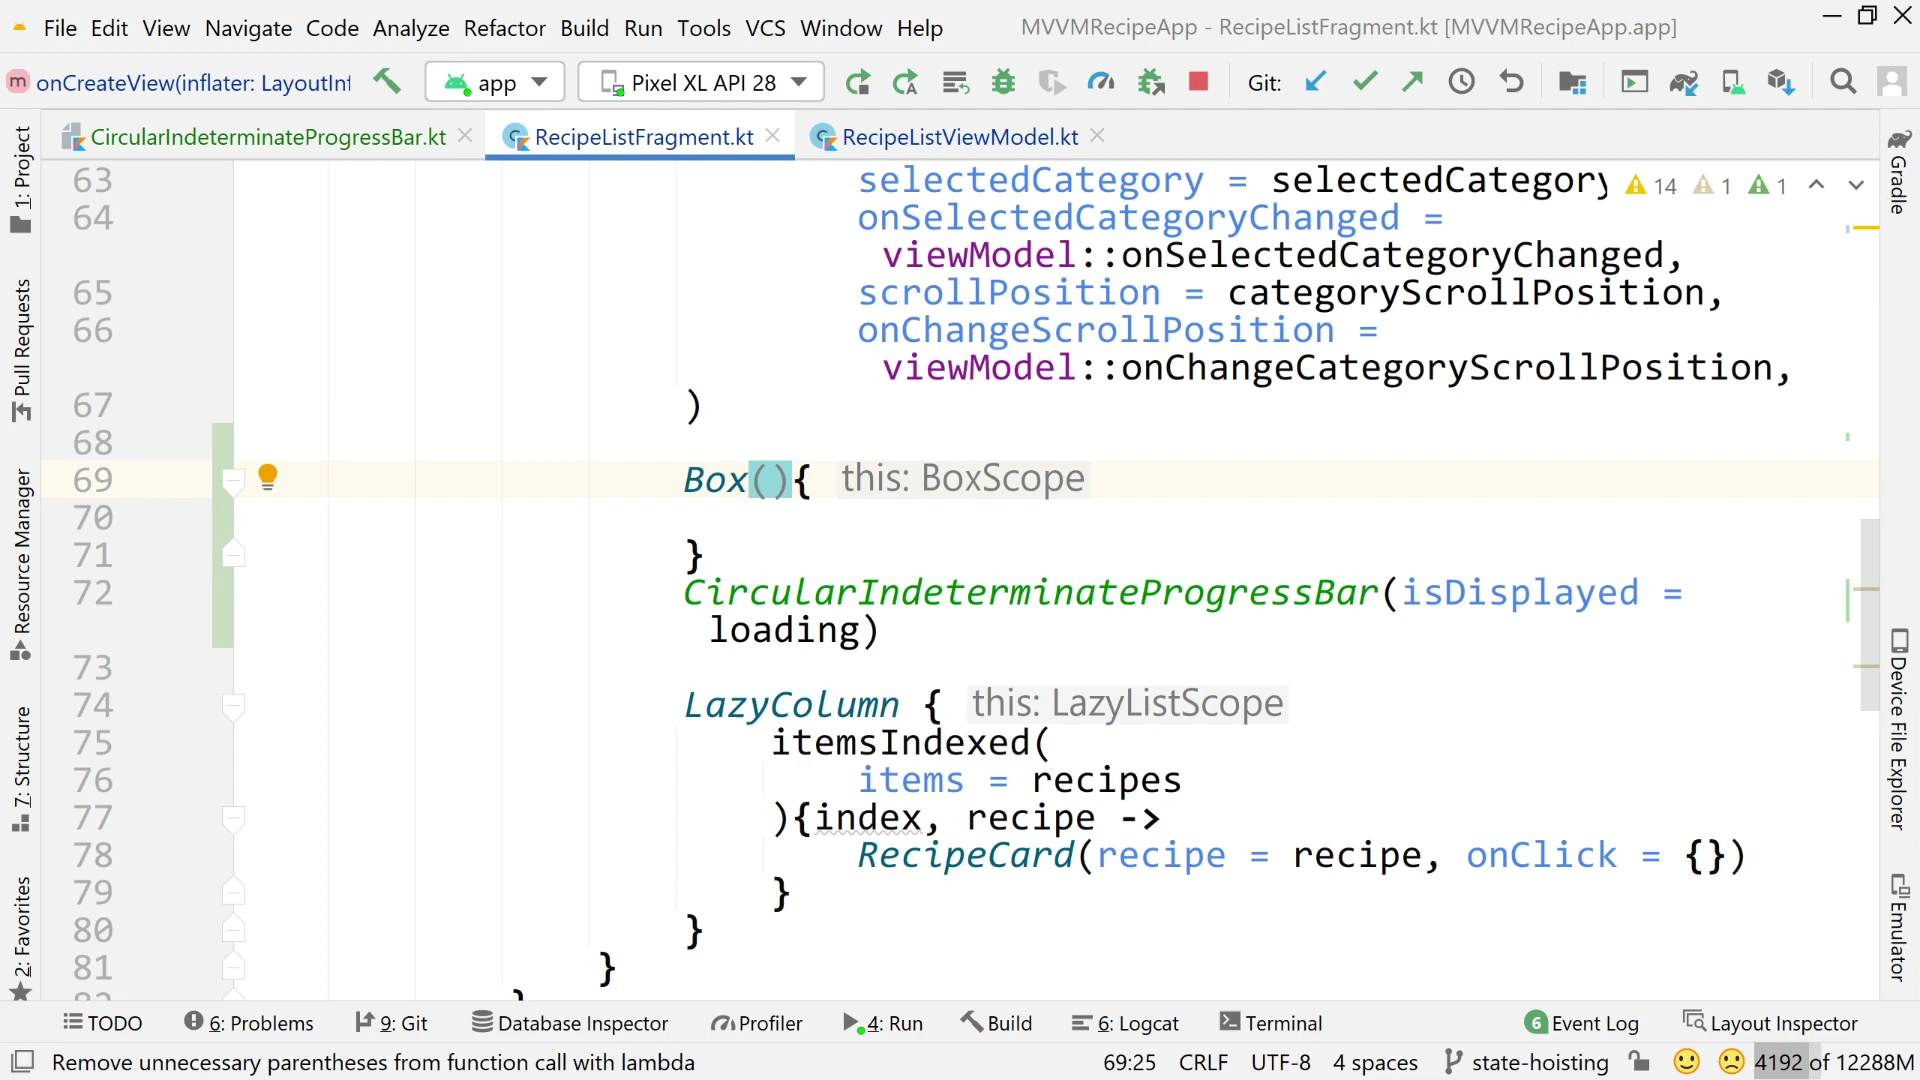 File Edit View Navigate Code Analyze Refactor Build Run Tools VCS Window Help MVVMRecipeApp - RecipeListFragment.kt [MVVMRecipeApp.app]
m onCreateView(inflater: LayoutInf app Pixel XL API 28 Git:
CircularIndeterminateProgressBar.kt RecipeListFragment.kt RecipeListViewModel.kt
1: Project
Pull Requests
Resource Manager
7: Structure
2: Favorites
63 selectedCategory = selectedCategory 14 1 1
64 onSelectedCategoryChanged =
viewModel::onSelectedCategoryChanged,
65 scrollPosition = categoryScrollPosition,
66 onChangeScrollPosition =
viewModel::onChangeCategoryScrollPosition,
67 )
68
69 Box(){ this: BoxScope
70
71 }
72 CircularIndeterminateProgressBar(isDisplayed =
loading)
73
74 LazyColumn { this: LazyListScope
75 itemsIndexed(
76 items = recipes
77 ){index, recipe ->
78 RecipeCard(recipe = recipe, onClick = {})
79 }
80 }
81 }
Gradle
Device File Explorer
Emulator
TODO 6: Problems 9: Git Database Inspector Profiler 4: Run Build 6: Logcat Terminal 6 Event Log Layout Inspector
Remove unnecessary parentheses from function call with lambda 69:25 CRLF UTF-8 4 spaces state-hoisting 4192 of 12288M